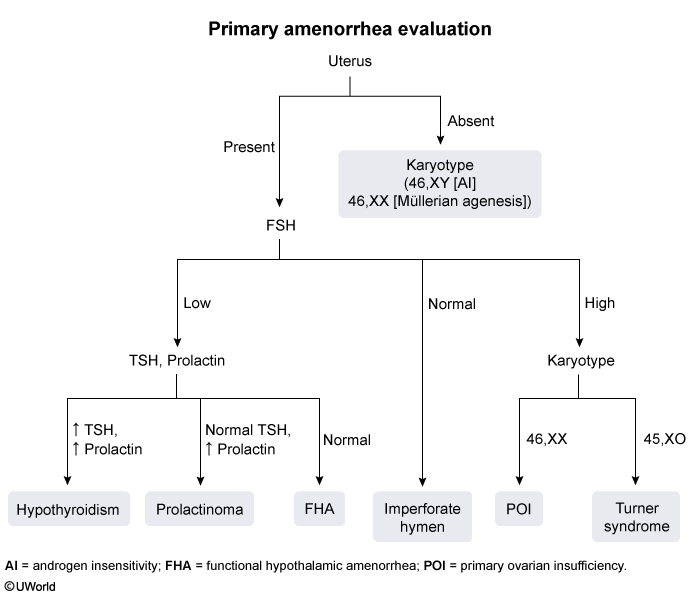 Primary amenorrhea evaluation
Uterus
Absent
Present
Karyotype
(46,XY [AI]
46,XX [Müllerian agenesis])
FSH
Low
Normal
High
TSH, Prolactin
Karyotype
↑ TSH,
↑ Prolactin
Normal TSH,
↑ Prolactin
Normal
46,XX
45,XO
Hypothyroidism
Prolactinoma
FHA
Imperforate
hymen
POI
Turner
syndrome
AI = androgen insensitivity; FHA = functional hypothalamic amenorrhea; POI = primary ovarian insufficiency.
©UWorld